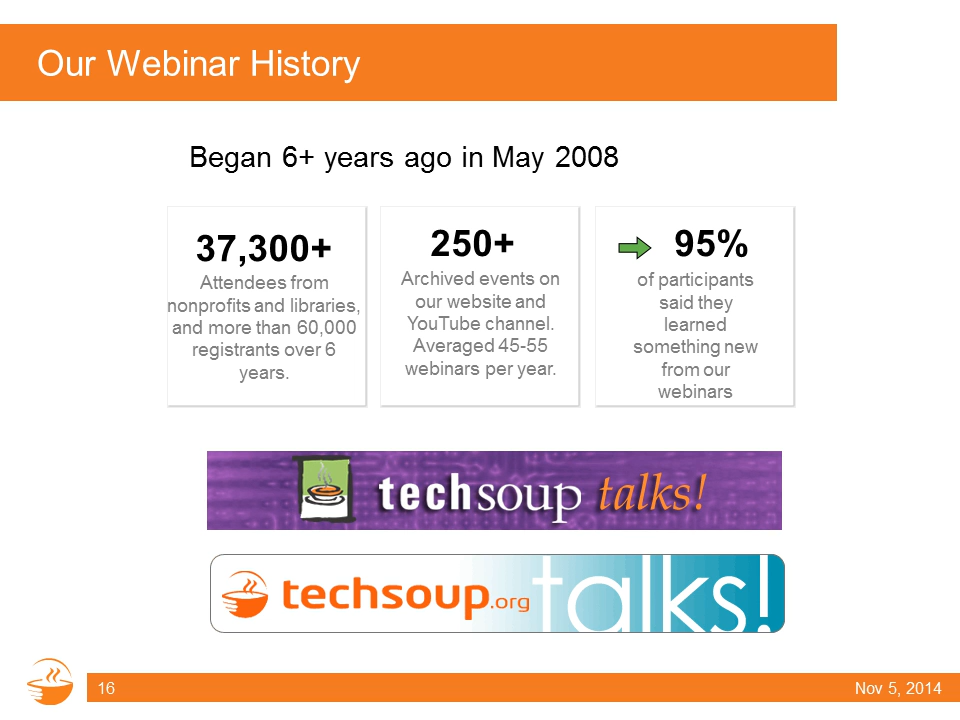 Our Webinar History
Began 6+ years ago in May 2008
37,300+
Attendees from
nonprofits and libraries,
and more than 60,000
registrants over 6
years.
250+
Archived events on
our website and
YouTube channel.
Averaged 45-55
webinars per year.
95%
of participants
said they
learned
something new
from our
webinars
techsoup talks!
techsoup.org talks!
16
Nov 5, 2014